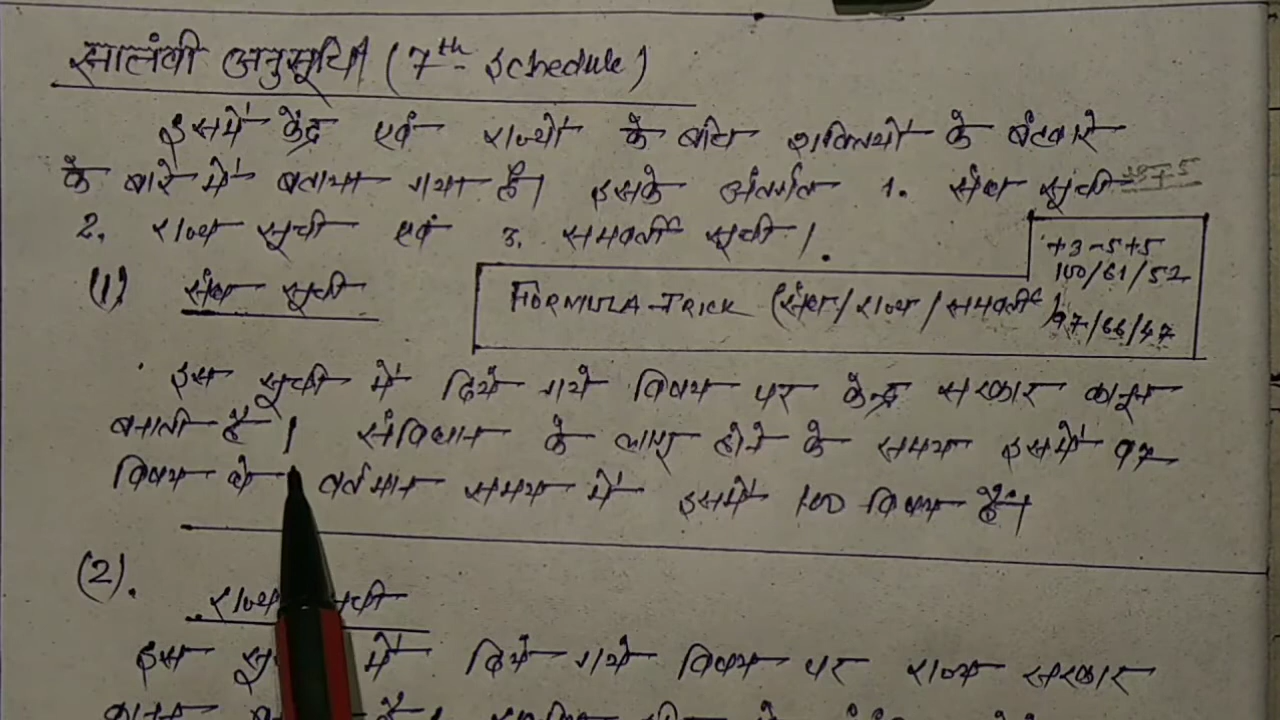 सातंवी अनुसूचि (7th schedule)
इसमें केंद्र एवं राज्यों के बीच शक्तियों के बंटवारे
के बारे में बताया गया है। इसके अंतर्गत 1. संघ सूची
2. राज्य सूची एवं 3. समवर्ती सूची।
+3-5+5
100/61/52
(1) संघ सूची
FORMULA-TRICK (संघ/राज्य/समवर्ती)
97/66/47
इस सूची में दिये गये विषय पर केन्द्र सरकार कानून
बनाती है। संविधान के लागू होने के समय इसमें 97
विषय थे वर्तमान समय में इसमें 100 विषय हैं।
(2). राज्य सूची
इस में दिये गये विषय पर राज्य सरकार